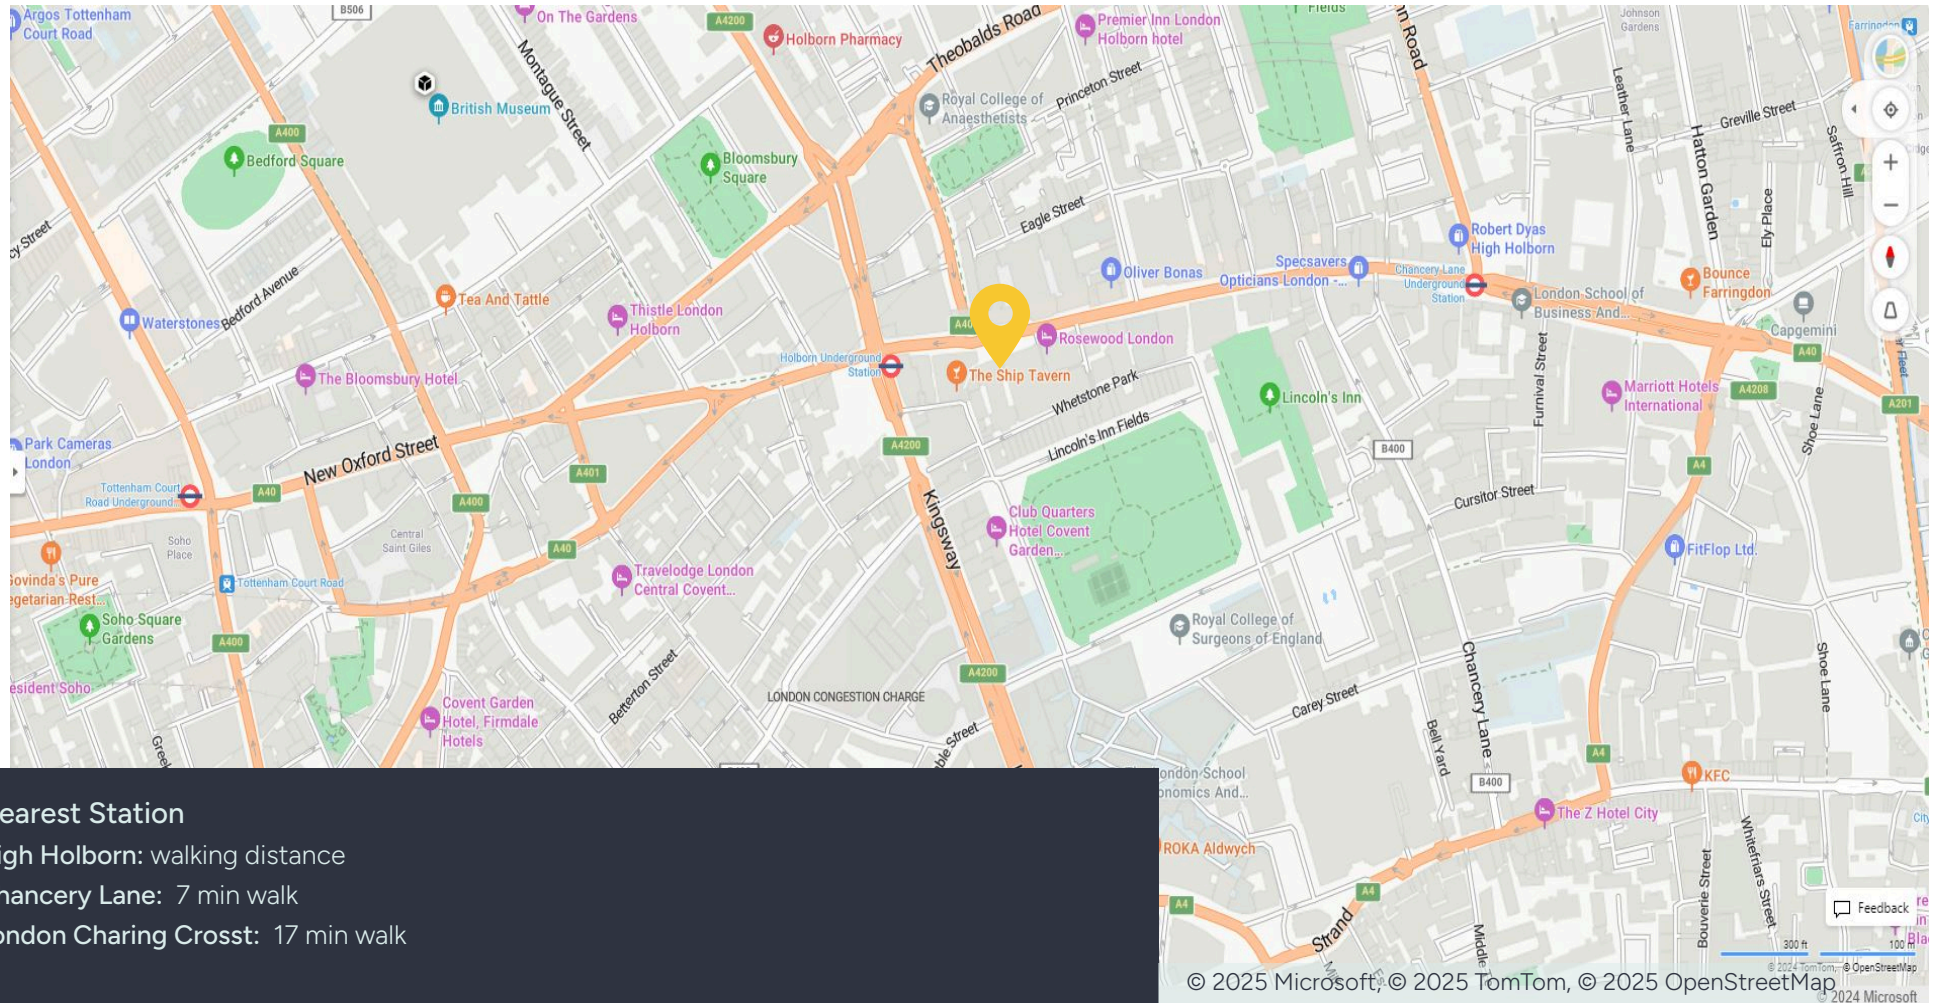 Argos Tottenham
Court Road
B506
On The Gardens
A4200
Holborn Pharmacy
Theobalds Road
Premier Inn London
Holborn hotel
Fields
Johnson
Gardens
Farringdon
British Museum
Montague Street
Royal College of
Anaesthetists
Princeton Street
Leather Lane
Greville Street
Hatton Garden
Saffron Hill
A400
Bedford Square
Bloomsbury
Square
Eagle Street
Ely Place
Robert Dyas
High Holborn
Bedford Avenue
Tea And Tattle
Waterstones
Thistle London
Holborn
Oliver Bonas
Specsavers
Opticians London -...
Chancery Lane
Underground
Station
London School of
Business And...
Bounce
Farringdon
Capgemini
A40
Rosewood London
Holborn Underground
Station
The Ship Tavern
Whetstone Park
Lincoln's Inn Fields
Lincoln's Inn
Furnival Street
Marriott Hotels
International
A4208
Shoe Lane
A201
The Bloomsbury Hotel
Park Cameras
London
New Oxford Street
A4200
B400
A4
Tottenham Court
Road Underground...
A40
A401
A400
Kingsway
Cursitor Street
Central
Saint Giles
Soho
Place
A40
Club Quarters
Hotel Covent
Garden...
FitFlop Ltd.
Tottenham Court Road
Travelodge London
Central Covent...
Soho Square
Gardens
A400
Royal College of
Surgeons of England
Betterton Street
A4200
LONDON CONGESTION CHARGE
Carey Street
Chancery Lane
Shoe Lane
Bell Yard
Covent Garden
Hotel, Firmdale
Hotels
A4
B400
KFC
The Z Hotel City
ROKA Aldwych
A4
A4
Strand
Bouverie Street
Whitefriars Street
Feedback
300 ft
100 m
earest Station
igh Holborn: walking distance
hancery Lane: 7 min walk
ondon Charing Crosst: 17 min walk
© 2024 TomTom, © OpenStreetMap
© 2025 Microsoft, © 2025 TomTom, © 2025 OpenStreetMap
© 2024 Microsoft